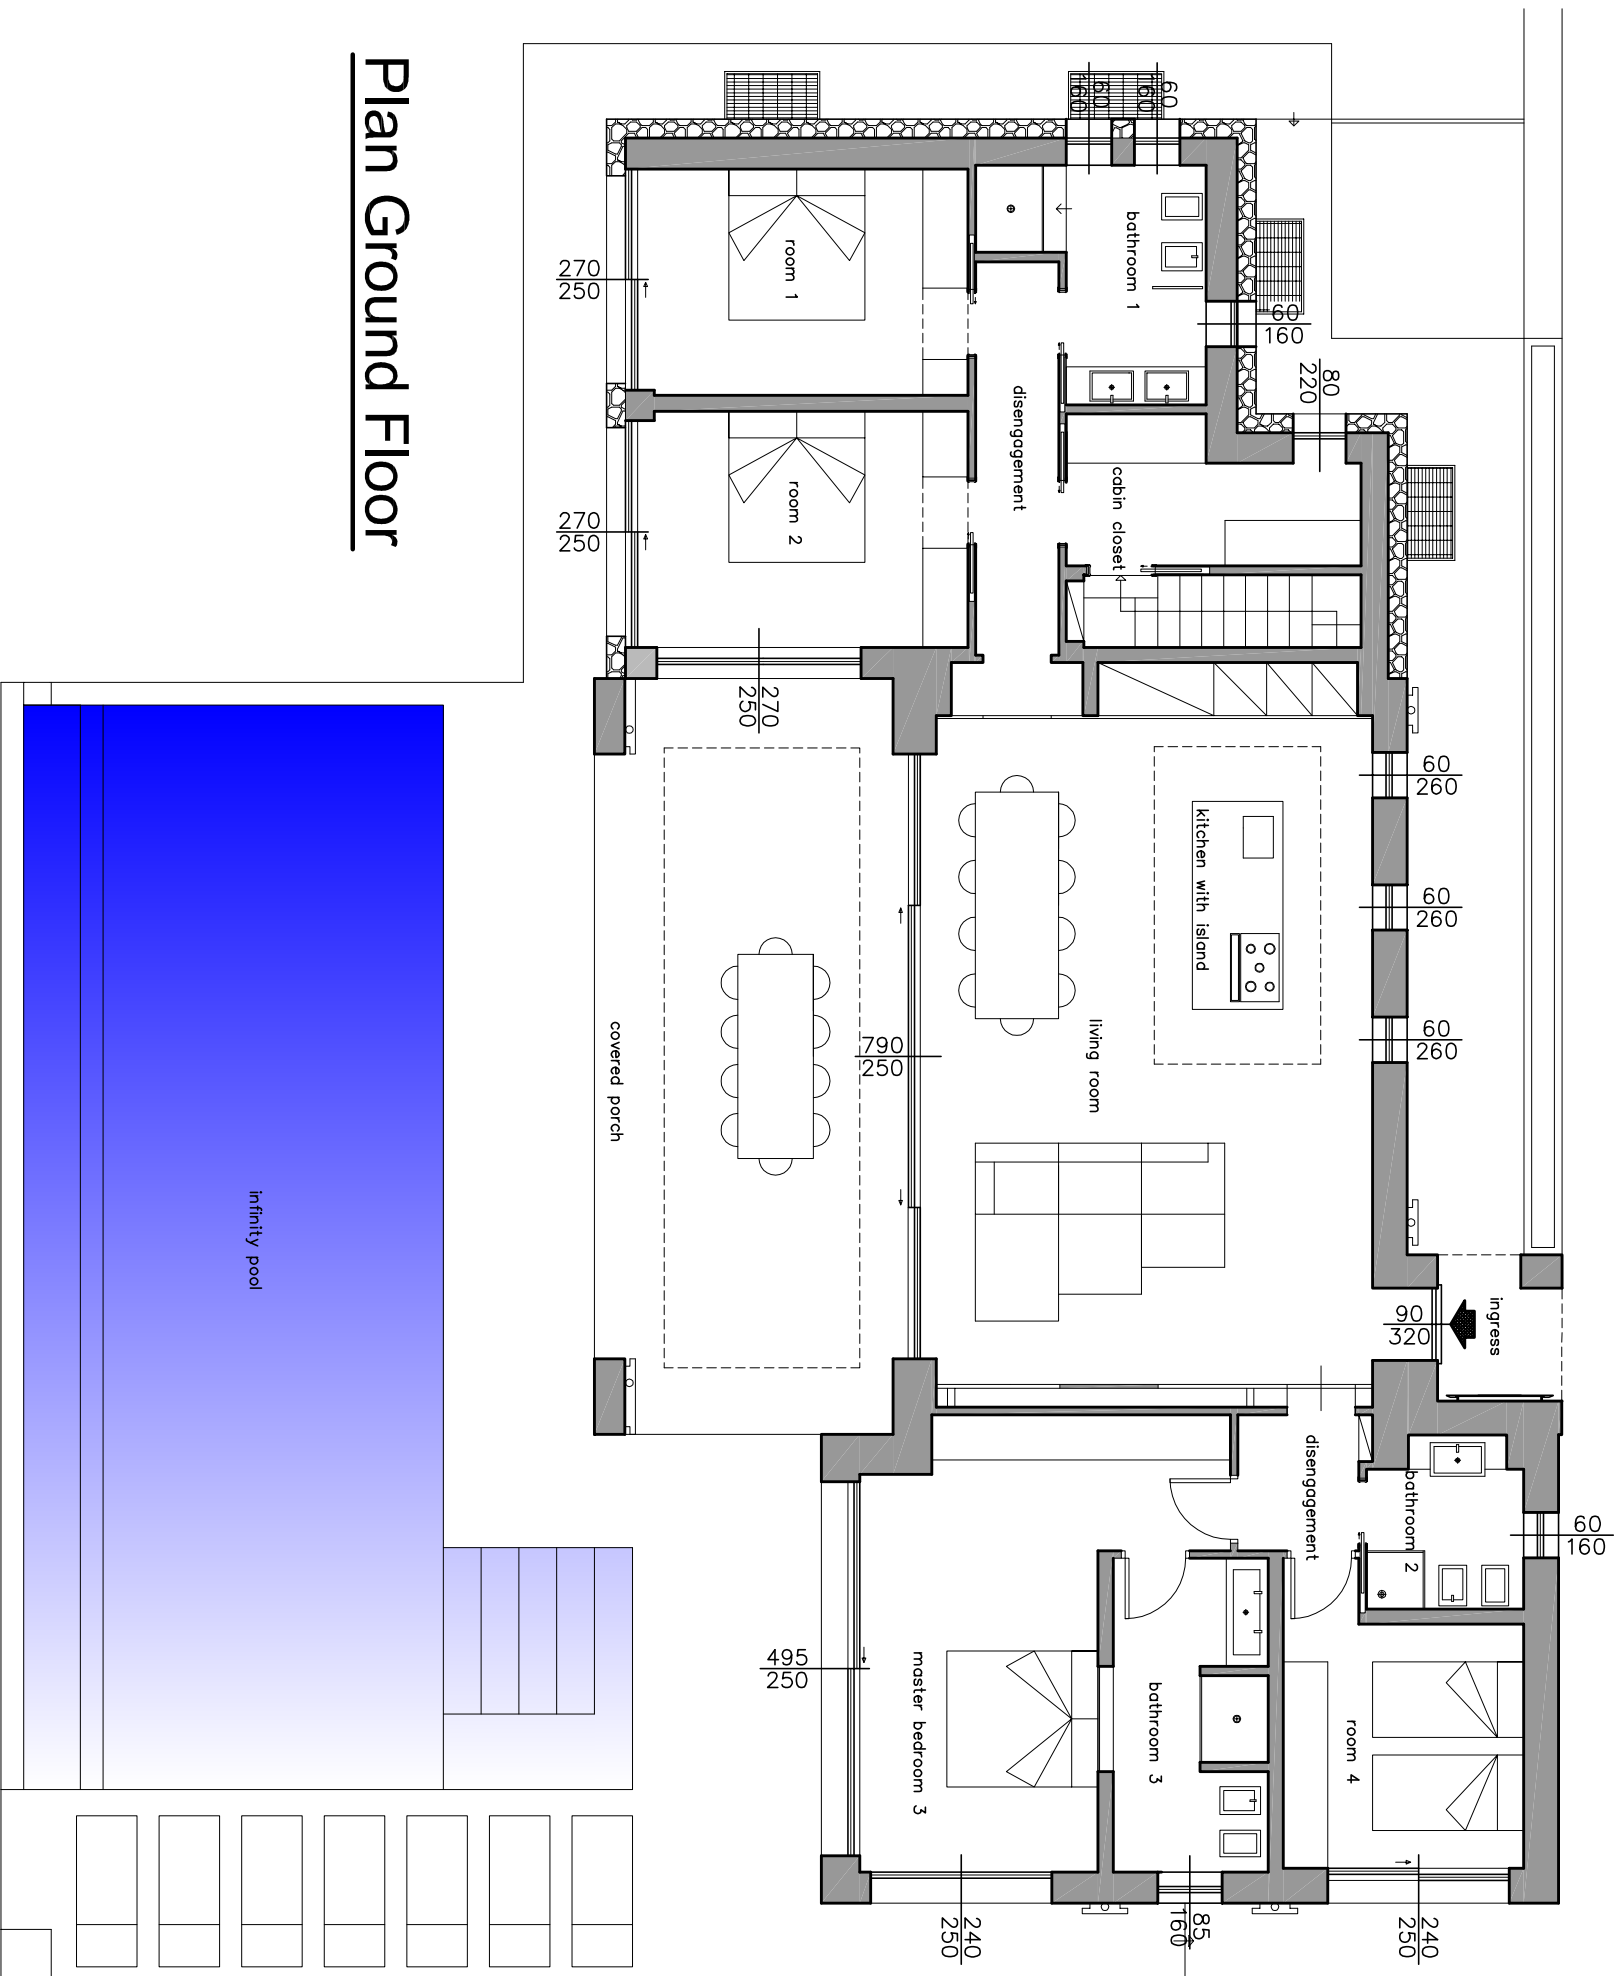 Plan Ground Floor
60
160
60
160
bathroom 1
60
160
80
220
room 1
270
250
disengagement
cabin closet
room 2
270
250
270
250
60
260
kitchen with island
60
260
60
260
living room
790
250
covered porch
infinity pool
ingress
90
320
disengagement
bathroom 2
60
160
master bedroom 3
495
250
bathroom 3
room 4
240
250
85
160
240
250